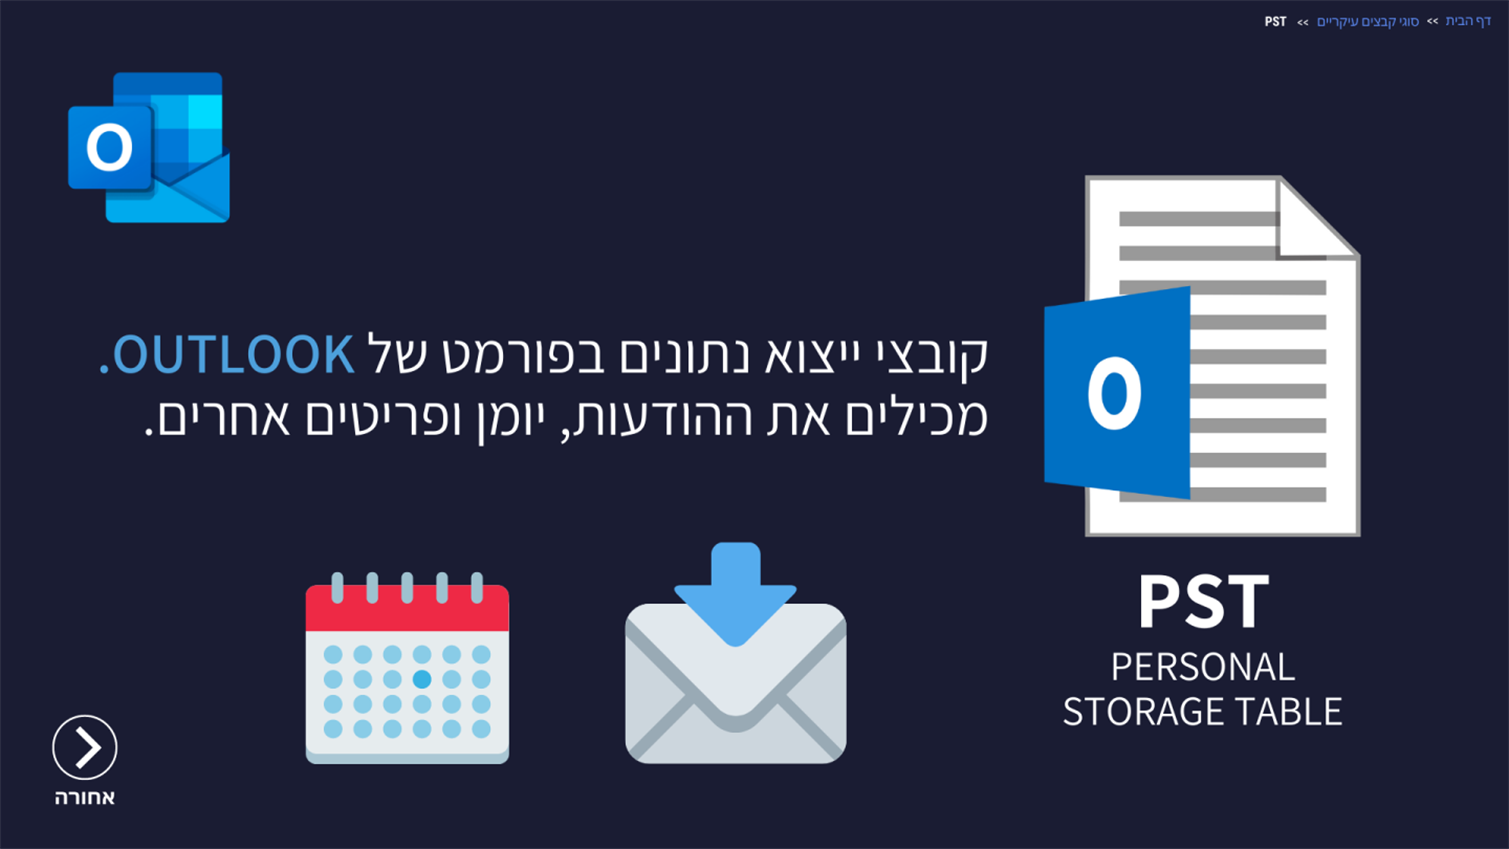 דף הבית >> סוגי קבצים עיקריים >> PST
O
קובצי ייצוא נתונים בפורמט של OUTLOOK.
מכילים את ההודעות, יומן ופריטים אחרים.
O
PST
PERSONAL
STORAGE TABLE
אחורה